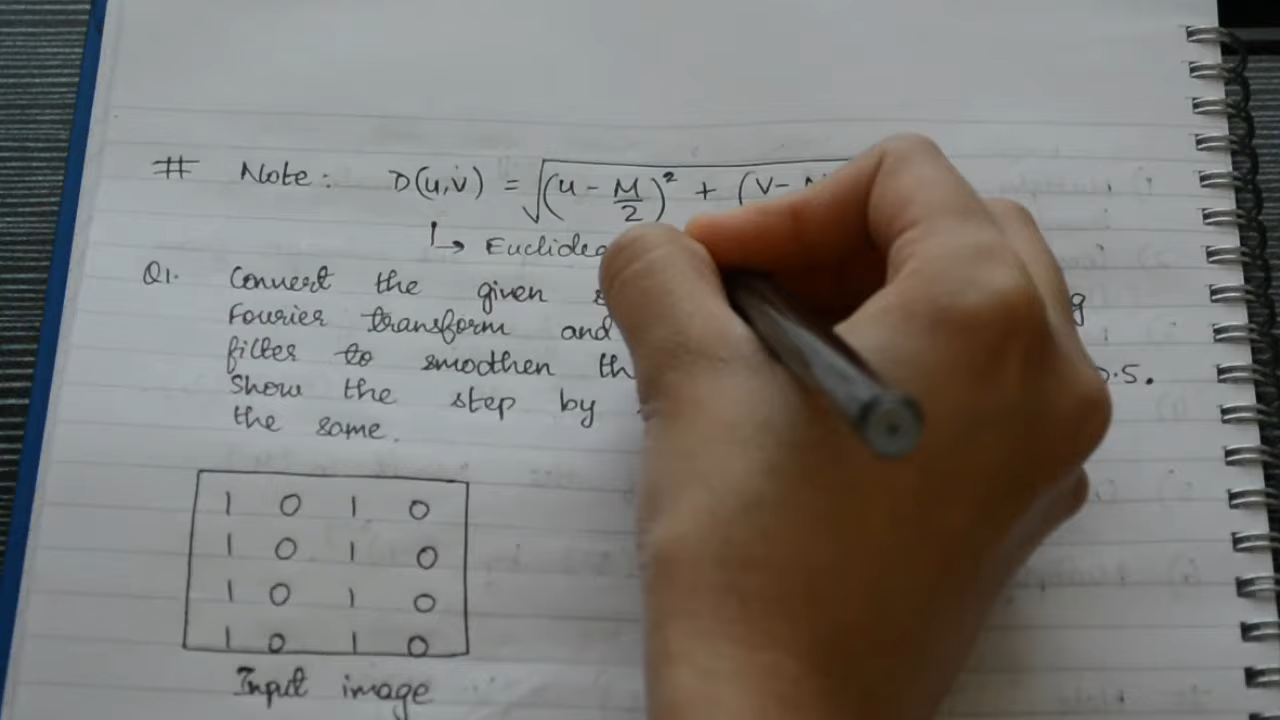 # Note: D(u,v) = √(u - M/2)² + (v -
↳ Euclidea
Q1. Convert the given
Fourier transform and
filter to smoothen th 0.5.
Show the step by
the same.
1 0 1 0
1 0 1 0
1 0 1 0
1 0 1 0
Input image